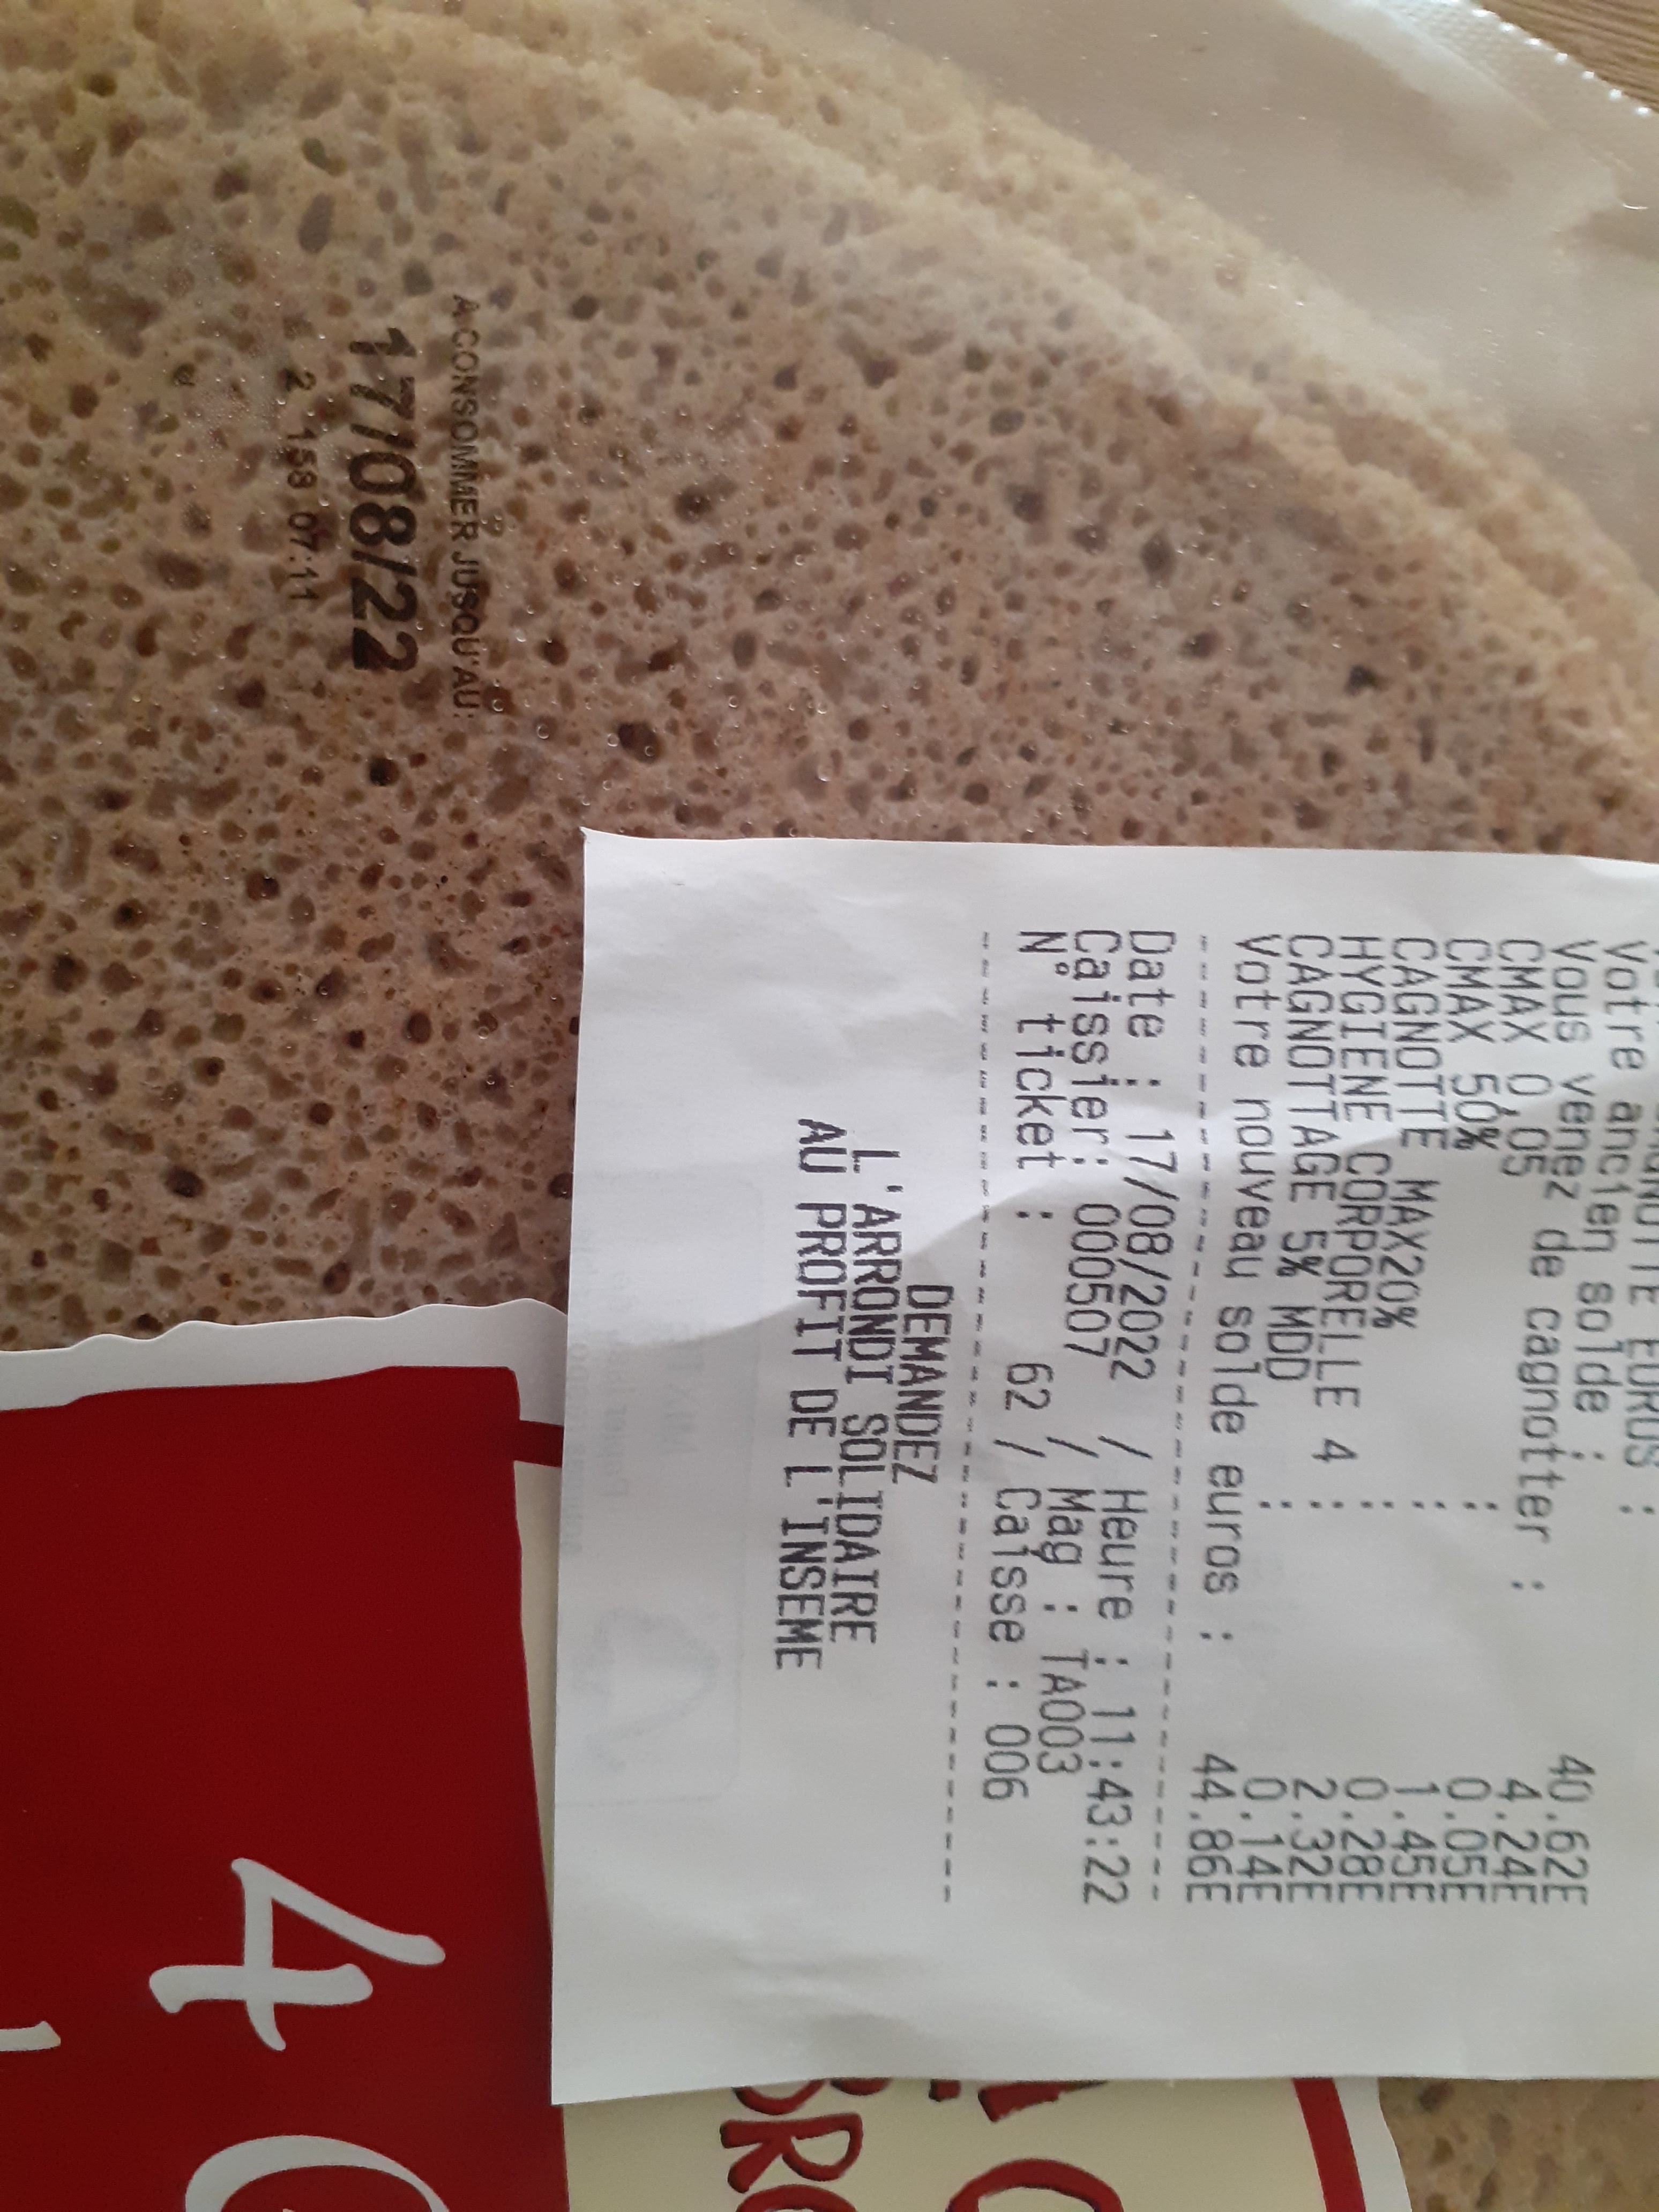 A CONSOMMER JUSQU'AU:
17/08/22
2 158 07:11
EUROS :
Votre ancien solde : 40.62E
Vous venez de cagnotter : 4.24E
CMAX 0,05 : 0.05E
CMAX 50% : 1.45E
CAGNOTTE MAX20% : 0.28E
HYGIENE CORPORELLE 4 : 2.32E
CAGNOTTAGE 5% MDD : 0.14E
Votre nouveau solde euros : 44.86E
--------------------------------
Date : 17/08/2022 / Heure : 11:43:22
Caissier: 000507 / Mag : TA003
N° ticket : 62 / Caisse : 006
--------------------------------
DEMANDEZ
L'ARRONDI SOLIDAIRE
AU PROFIT DE L'INSEME
4